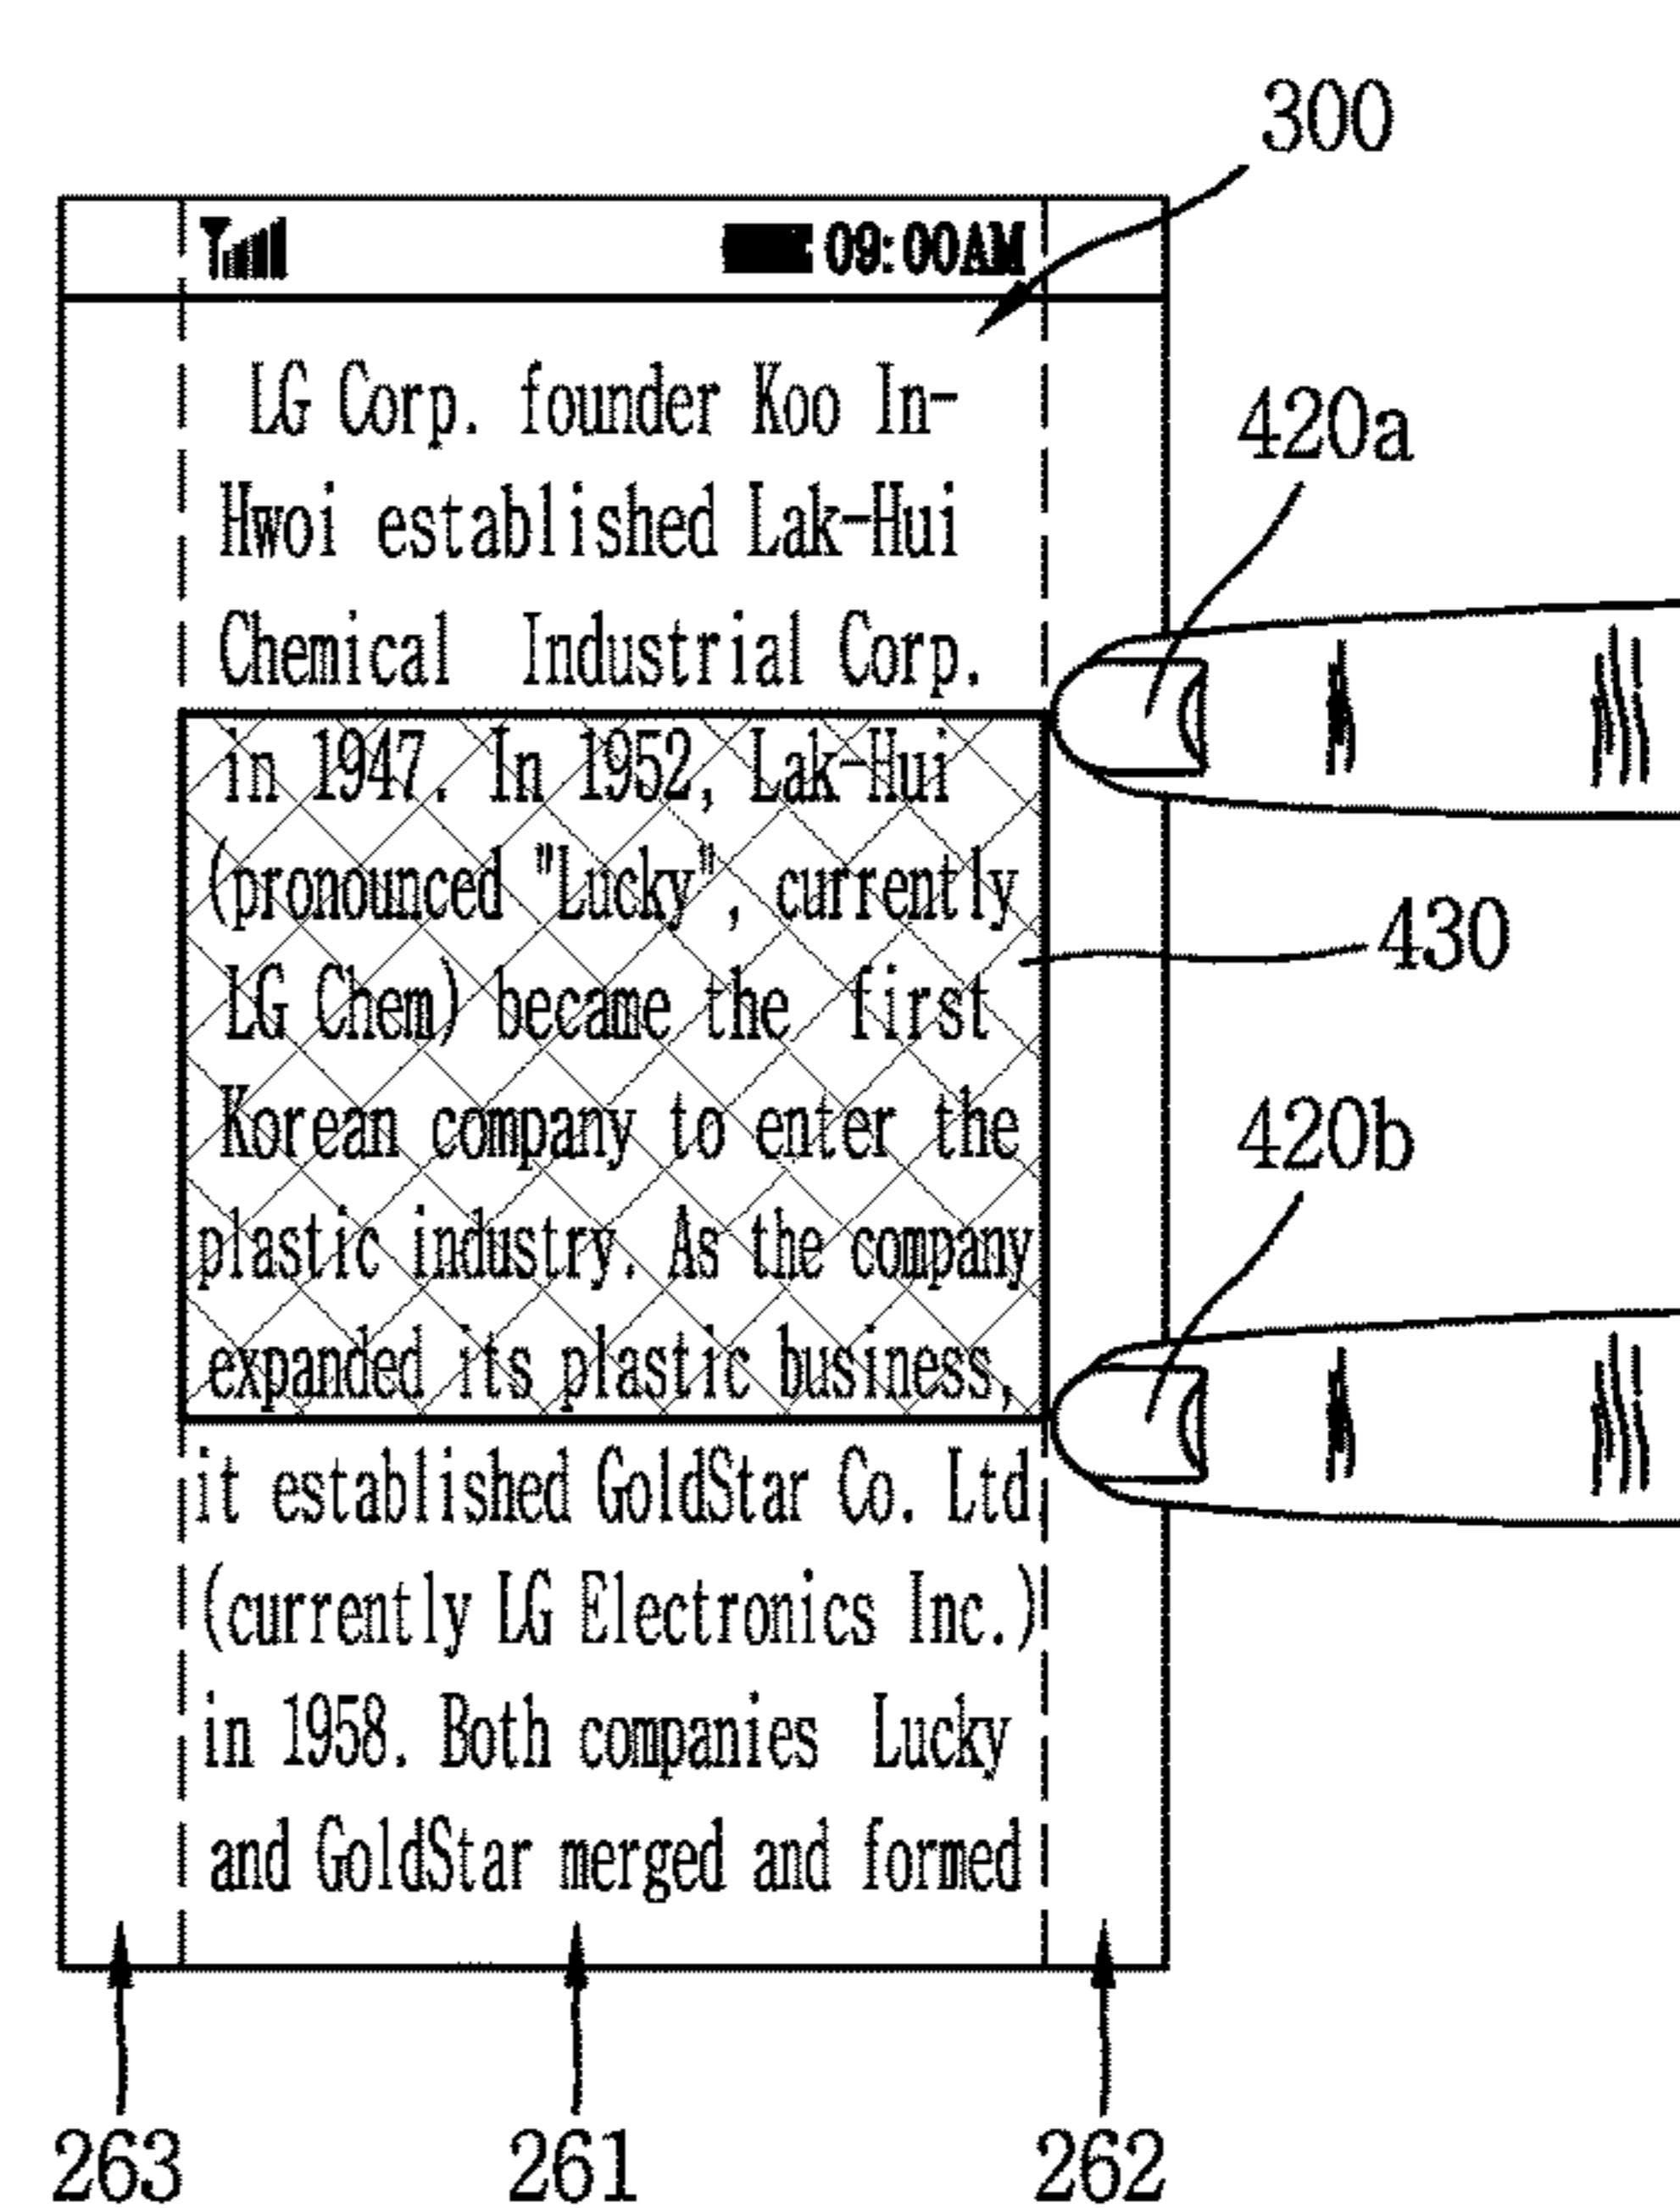 300
09:00AM
LG Corp. founder Koo In-
Hwoi established Lak-Hui
420a
Chemical Industrial Corp.
in 1947. In 1952, Lak-Hui
(pronounced "Lucky", currently
430
LG Chem) became the first
Korean company to enter the
420b
plastic industry. As the company
expanded its plastic business,
it established GoldStar Co. Ltd.
(currently LG Electronics Inc.)
in 1958. Both companies Lucky
and GoldStar merged and formed
263 261 262